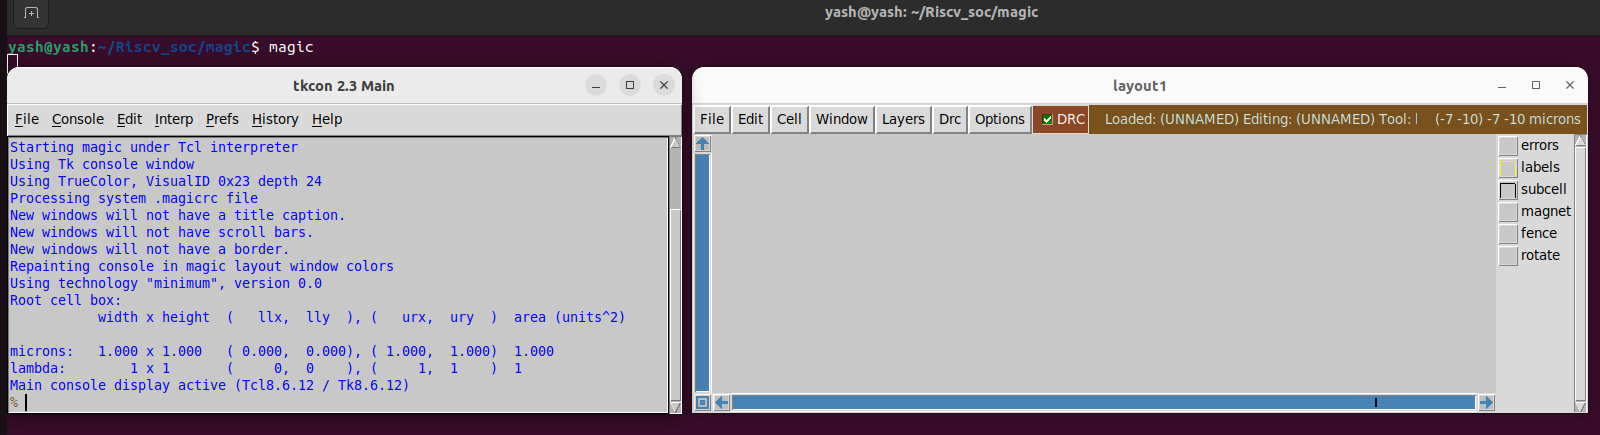 yash@yash: ~/Riscv_soc/magic
yash@yash:~/Riscv_soc/magic$ magic
tkcon 2.3 Main
File Console Edit Interp Prefs History Help
Starting magic under Tcl interpreter
Using Tk console window
Using TrueColor, VisualID 0x23 depth 24
Processing system .magicrc file
New windows will not have a title caption.
New windows will not have scroll bars.
New windows will not have a border.
Repainting console in magic layout window colors
Using technology "minimum", version 0.0
Root cell box:
width x height ( llx, lly ), ( urx, ury ) area (units^2)
microns: 1.000 x 1.000 ( 0.000, 0.000), ( 1.000, 1.000) 1.000
lambda: 1 x 1 ( 0, 0 ), ( 1, 1 ) 1
Main console display active (Tcl8.6.12 / Tk8.6.12)
%
layout1
File Edit Cell Window Layers Drc Options DRC Loaded: (UNNAMED) Editing: (UNNAMED) Tool: (-7 -10) -7 -10 microns
errors
labels
subcell
magnet
fence
rotate